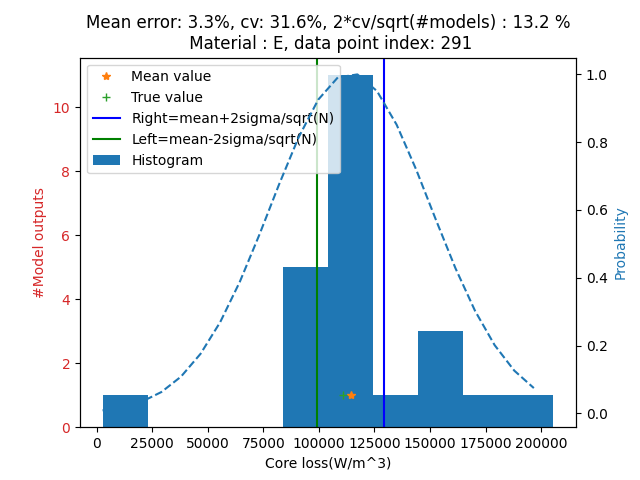 Mean error: 3.3%, cv: 31.6%, 2*cv/sqrt(#models) : 13.2 %
Material : E, data point index: 291
Mean value
True value
Right=mean+2sigma/sqrt(N)
Left=mean-2sigma/sqrt(N)
Histogram
#Model outputs
10
8
6
4
2
0
1.0
0.8
0.6
0.4
0.2
0.0
Probability
0 25000 50000 75000 100000 125000 150000 175000 200000
Core loss(W/m^3)